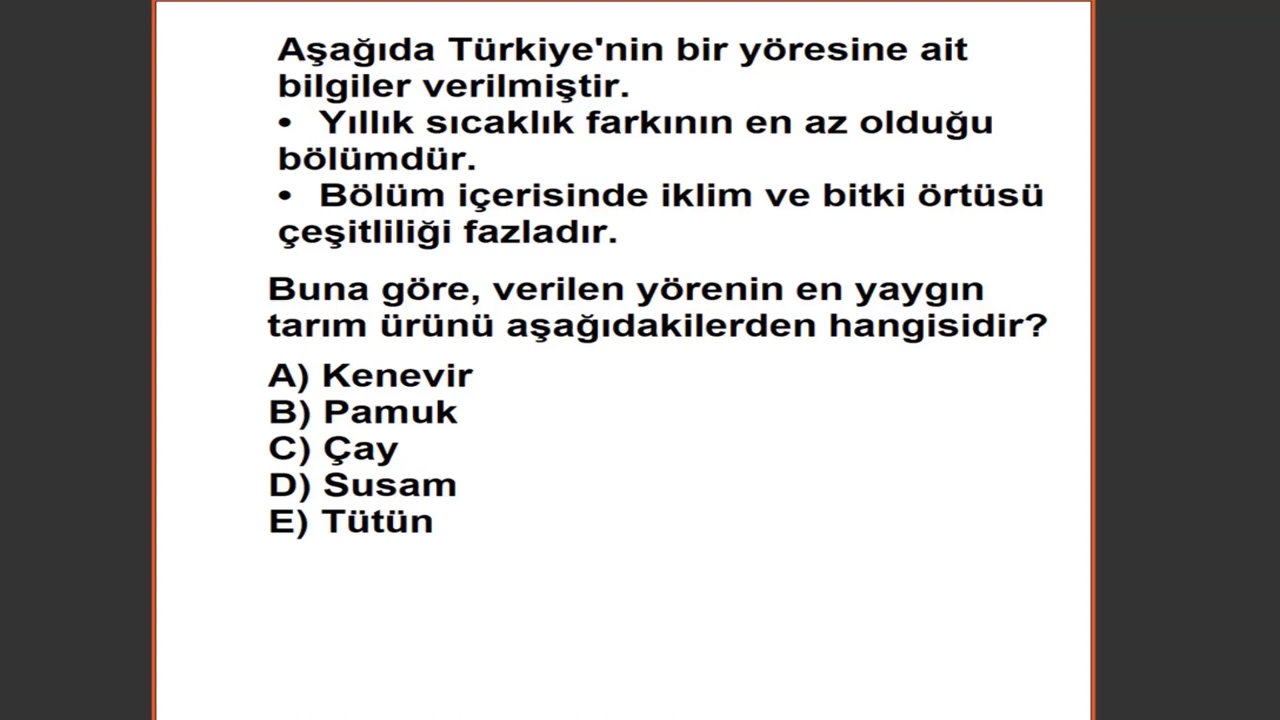 Aşağıda Türkiye'nin bir yöresine ait
bilgiler verilmiştir.
• Yıllık sıcaklık farkının en az olduğu
bölümdür.
• Bölüm içerisinde iklim ve bitki örtüsü
çeşitliliği fazladır.
Buna göre, verilen yörenin en yaygın
tarım ürünü aşağıdakilerden hangisidir?
A) Kenevir
B) Pamuk
C) Çay
D) Susam
E) Tütün